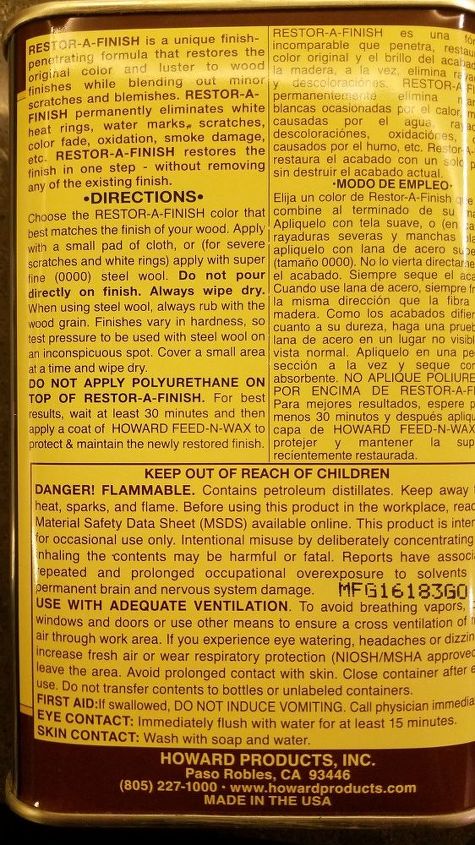 RESTOR-A-FINISH is a unique finish-
penetrating formula that restores the
original color and luster to wood
finishes while blending out minor
scratches and blemishes. RESTOR-A-
FINISH permanently eliminates white
heat rings, water marks, scratches,
color fade, oxidation, smoke damage,
etc. RESTOR-A-FINISH restores the
finish in one step - without removing
any of the existing finish.
•DIRECTIONS•
Choose the RESTOR-A-FINISH color that
best matches the finish of your wood. Apply
with a small pad of cloth, or (for severe
scratches and white rings) apply with super
fine (0000) steel wool. Do not pour
directly on finish. Always wipe dry.
When using steel wool, always rub with the
wood grain. Finishes vary in hardness, so
test pressure to be used with steel wool on
an inconspicuous spot. Cover a small area
at a time and wipe dry.
DO NOT APPLY POLYURETHANE ON
TOP OF RESTOR-A-FINISH. For best
results, wait at least 30 minutes and then
apply a coat of HOWARD FEED-N-WAX to
protect & maintain the newly restored finish.
RESTOR-A-FINISH es una
incomparable que penetra,
color original y el brillo del
la madera, a la vez, elimina
y descoloraciónes.
permanentemente elimina
blancas ocasionadas por el calor,
causadas por el agua,
descoloraciónes, oxidaciónes,
causados por el humo, etc.
restaura el acabado con un solo
sin destruir el acabado actual.
•MODO DE EMPLEO•
Elija un color de Restor-a-Finish que
combine al terminado de su
Apliquelo con tela suave, o (en
rayaduras severas y manchas
apliquelo con lana de acero
(tamaño 0000). No lo vierta
el acabado. Siempre seque el
Cuando use lana de acero, siempre
la misma dirección que la fibra
madera. Como los acabados
cuanto a su dureza, haga una
lana de acero en un lugar no
vista normal. Apliquelo en una
sección a la vez y seque con
absorbente. NO APLIQUE
POR ENCIMA DE
Para mejores resultados, espere
menos 30 minutos y después
capa de HOWARD FEED-N-WAX
protejer y mantener la
recientemente restaurada.
KEEP OUT OF REACH OF CHILDREN
DANGER! FLAMMABLE. Contains petroleum distillates. Keep away
heat, sparks, and flame. Before using this product in the workplace,
Material Safety Data Sheet (MSDS) available online. This product is
for occasional use only. Intentional misuse by deliberately concentrating
inhaling the contents may be harmful or fatal. Reports have
repeated and prolonged occupational overexposure to solvents
permanent brain and nervous system damage. MFG16183G0
USE WITH ADEQUATE VENTILATION. To avoid breathing vapors,
windows and doors or use other means to ensure a cross ventilation of
air through work area. If you experience eye watering, headaches or
increase fresh air or wear respiratory protection (NIOSH/MSHA
leave the area. Avoid prolonged contact with skin. Close container after
use. Do not transfer contents to bottles or unlabeled containers.
FIRST AID: If swallowed, DO NOT INDUCE VOMITING. Call physician
EYE CONTACT: Immediately flush with water for at least 15 minutes.
SKIN CONTACT: Wash with soap and water.
HOWARD PRODUCTS, INC.
Paso Robles, CA 93446
(805) 227-1000 • www.howardproducts.com
MADE IN THE USA